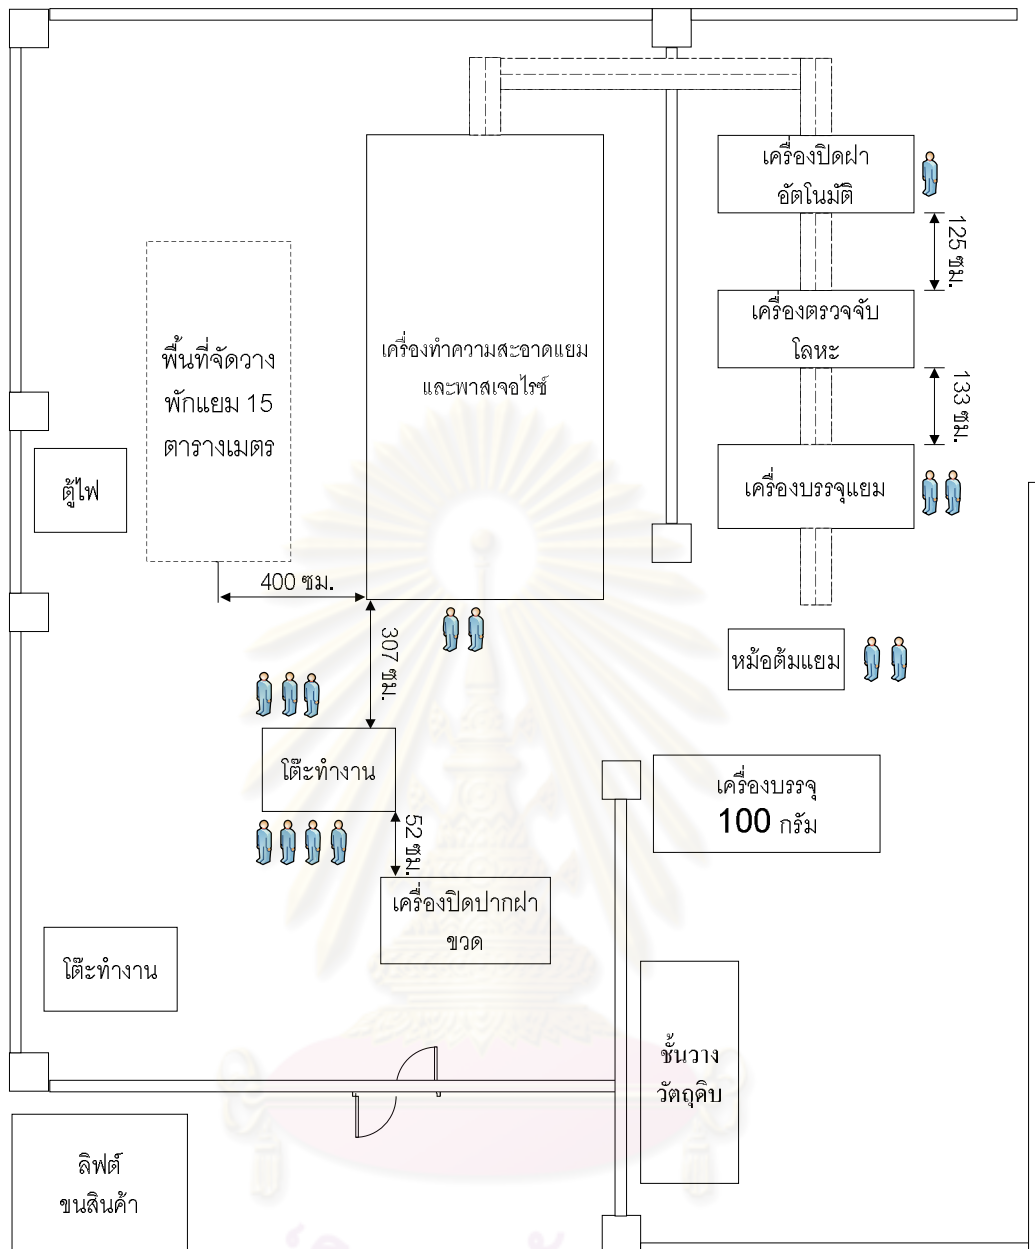 เครื่องปิดฝา
อัตโนมัติ
125 ซม.
เครื่องตรวจจับ
โลหะ
133 ซม.
เครื่องบรรจุแยม
หม้อต้มแยม
เครื่องทำความสะอาดแยม
และพาสเจอไรซ์
พื้นที่จัดวาง
พักแยม 15
ตารางเมตร
ตู้ไฟ
400 ซม.
307 ซม.
โต๊ะทำงาน
52 ซม.
เครื่องปิดปากฝา
ขวด
เครื่องบรรจุ
100 กรัม
โต๊ะทำงาน
ชั้นวาง
วัตถุดิบ
ลิฟต์
ขนสินค้า